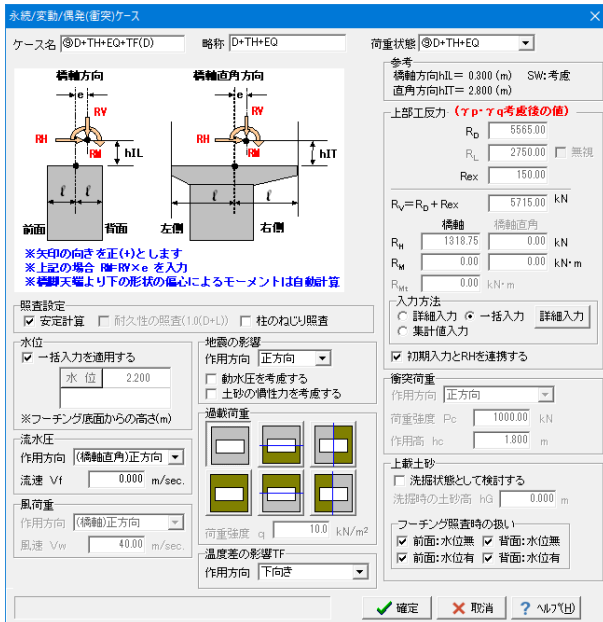 永続/変動/偶発(衝突)ケース
ケース名 ⑨D+TH+EQ+TF(D) 略称 D+TH+EQ 荷重状態 ⑨D+TH+EQ
参考
橋軸方向hIL= 0.300 (m) SW:考慮
直角方向hIT= 2.800 (m)
橋軸方向 橋軸直角方向
e e
RV RV
RH RM hIL RH RM hIT
ℓ ℓ ℓ ℓ
前面 背面 左側 右側
※矢印の向きを正(+)とします
※上記の場合 RM-RV×e を入力
※橋脚天端より下の形状の偏心によるモーメントは自動計算
上部工反力 (γp・γq考慮後の値)
RD 5565.00
RL 2750.00 無視
Rex 150.00
RV=RD+Rex 5715.00 kN
橋軸 橋軸直角
RH 1318.75 0.00 kN
RM 0.00 0.00 kN・m
RMt 0.00 kN・m
入力方法
詳細入力 一括入力 詳細入力
集計値入力
初期入力とRHを連携する
照査設定
安定計算 耐久性の照査(1.0(D+L)) 柱のねじり照査
水位
一括入力を適用する
水 位 2.200
※フーチング底面からの高さ(m)
流水圧
作用方向 (橋軸直角)正方向
流速 Vf 0.000 m/sec.
風荷重
作用方向 (橋軸)正方向
風速 Vw 40.00 m/sec.
地震の影響
作用方向 正方向
動水圧を考慮する
土砂の慣性力を考慮する
過載荷重
荷重強度 q 10.0 kN/m²
温度差の影響TF
作用方向 下向き
衝突荷重
作用方向 正方向
荷重強度 Pc 1000.00 kN
作用高 hc 1.800 m
上載土砂
洗掘状態として検討する
洗掘時の土砂高 hG 0.000 m
フーチング照査時の扱い
前面:水位無 背面:水位無
前面:水位有 背面:水位有
確定 取消 ? ヘルプ(H)